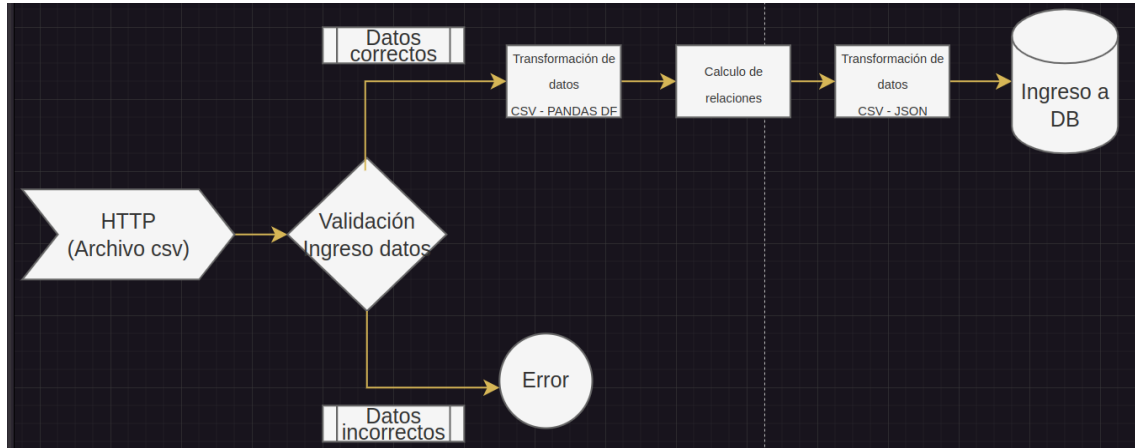 Datos
correctos
Transformación de
datos
CSV - PANDAS DF
Calculo de
relaciones
Transformación de
datos
CSV - JSON
Ingreso a
DB
HTTP
(Archivo csv)
Validación
Ingreso datos
Error
Datos
incorrectos